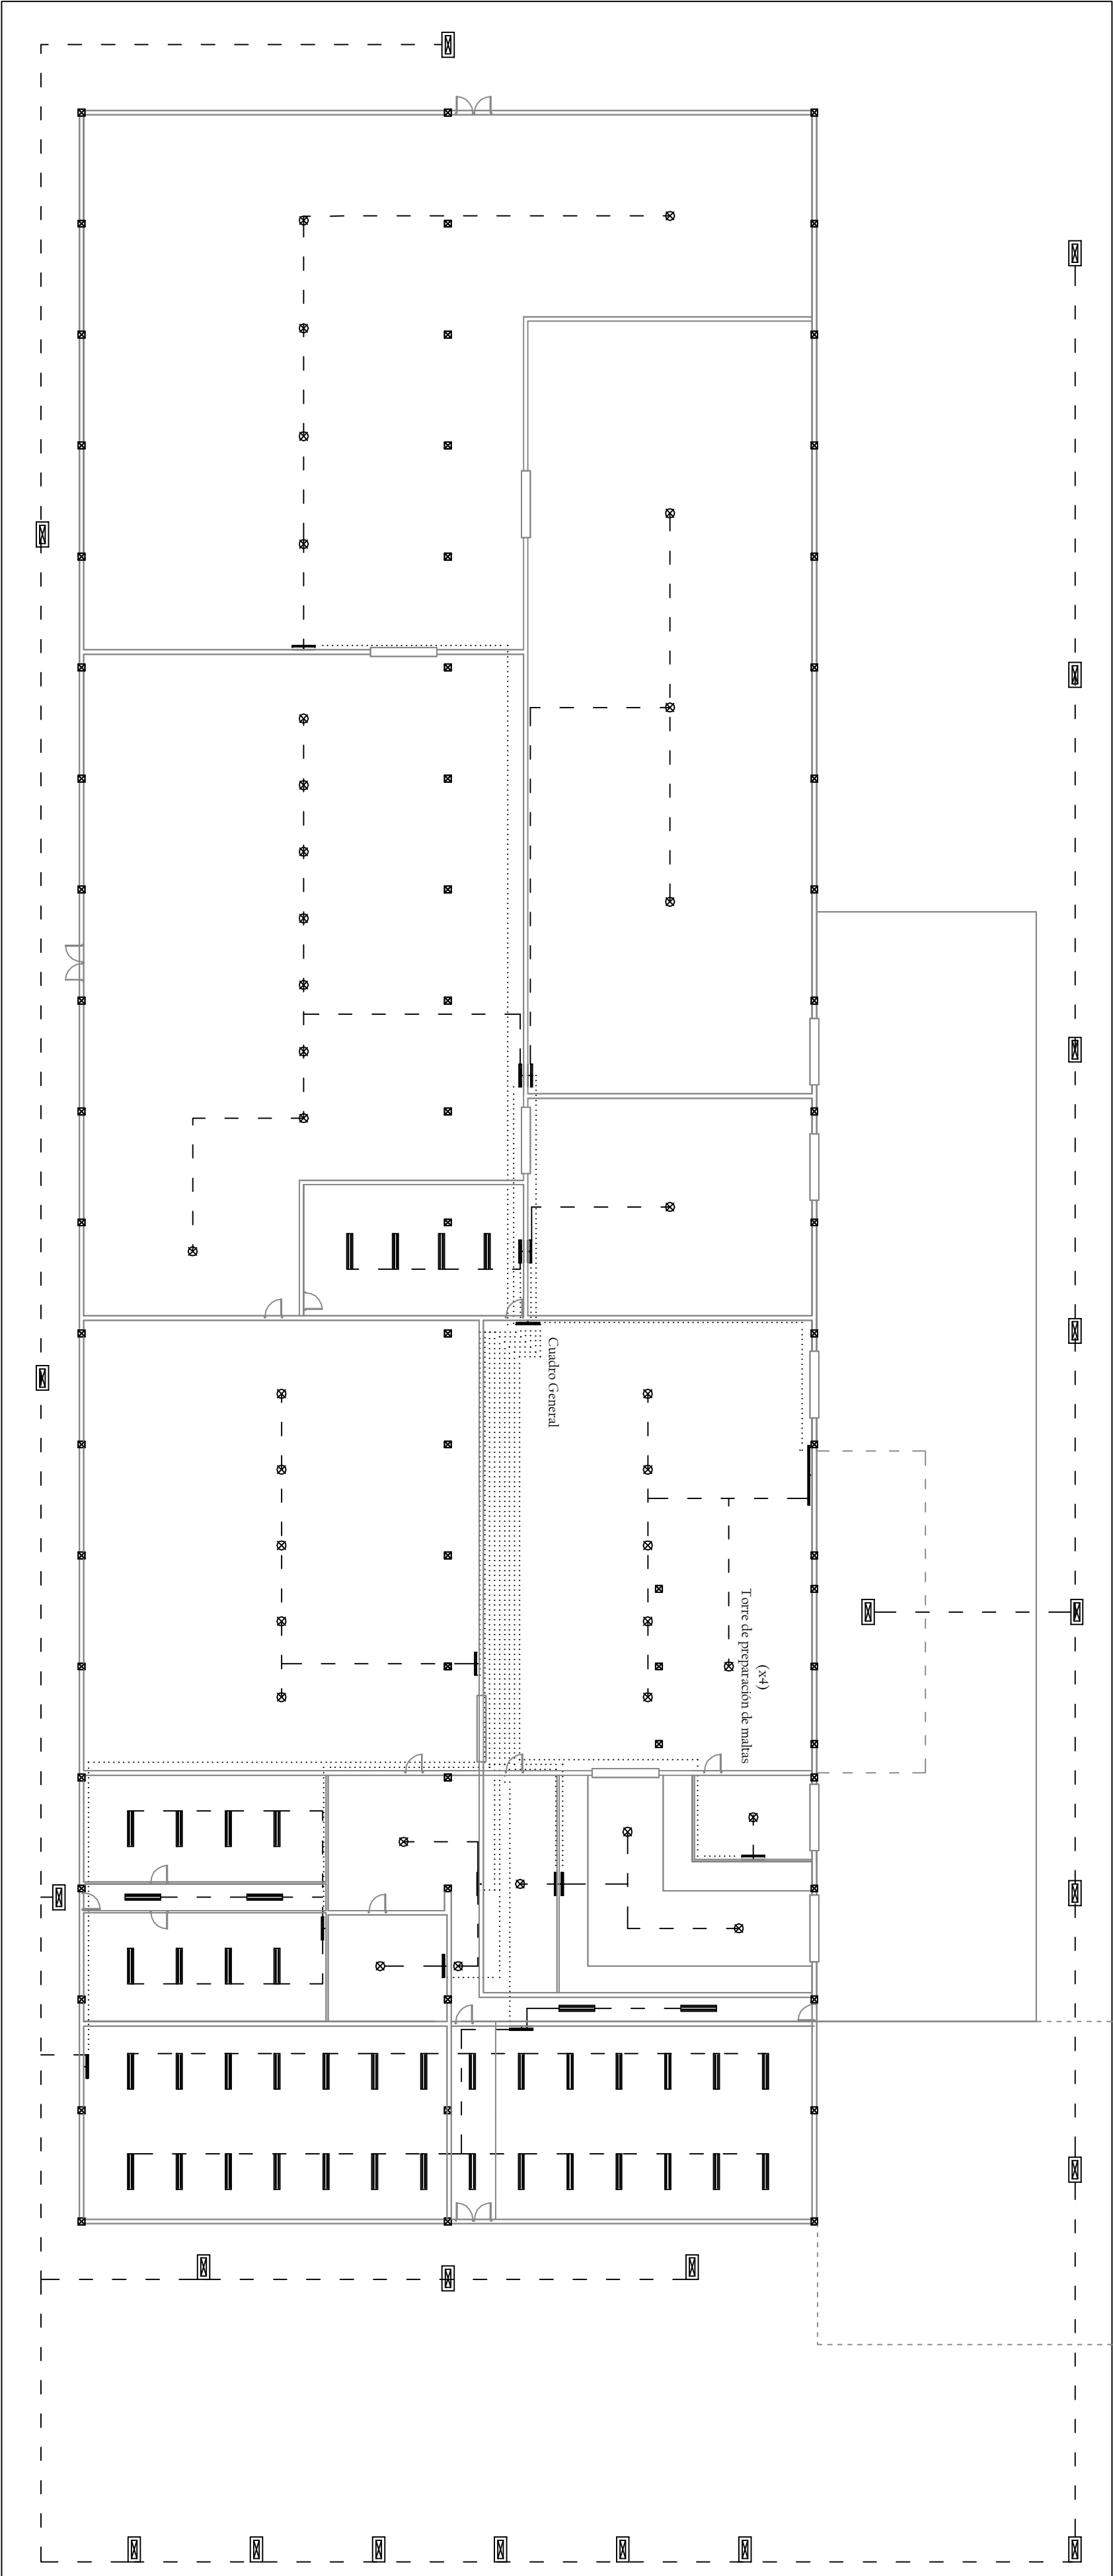 Cuadro General
(x4)
Torre de preparación de maltas